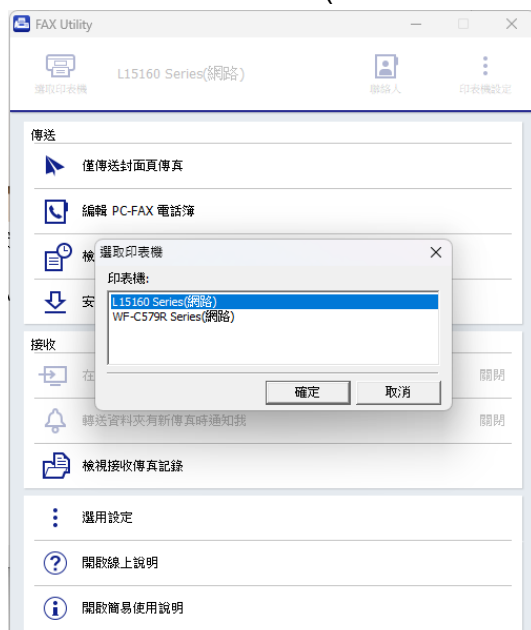 FAX Utility
選取印表機
L15160 Series(網路)
聯絡人
印表機設定
傳送
僅傳送封面頁傳真
編輯 PC-FAX 電話簿
檢
安
選取印表機
印表機:
L15160 Series(網路)
WF-C579R Series(網路)
確定
取消
接收
在
關閉
轉送資料夾有新傳真時通知我
關閉
檢視接收傳真記錄
選用設定
開啟線上說明
開啟簡易使用說明